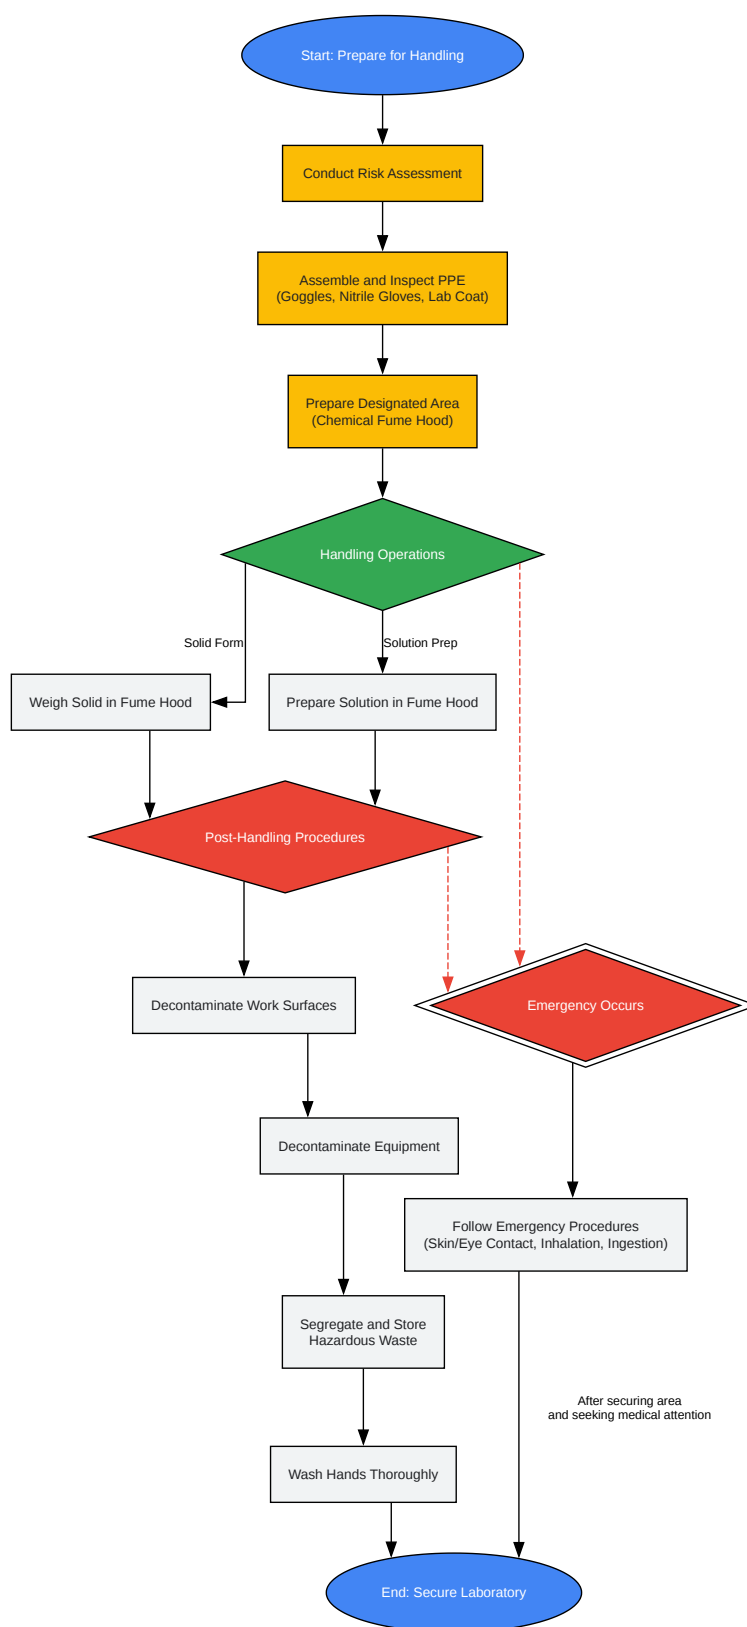 Start: Prepare for Handling
Conduct Risk Assessment
Assemble and Inspect PPE
(Goggles, Nitrile Gloves, Lab Coat)
Prepare Designated Area
(Chemical Fume Hood)
Handling Operations
Solid Form
Solution Prep
Weigh Solid in Fume Hood
Prepare Solution in Fume Hood
Post-Handling Procedures
Decontaminate Work Surfaces
Emergency Occurs
Decontaminate Equipment
Follow Emergency Procedures
(Skin/Eye Contact, Inhalation, Ingestion)
Segregate and Store
Hazardous Waste
After securing area
and seeking medical attention
Wash Hands Thoroughly
End: Secure Laboratory